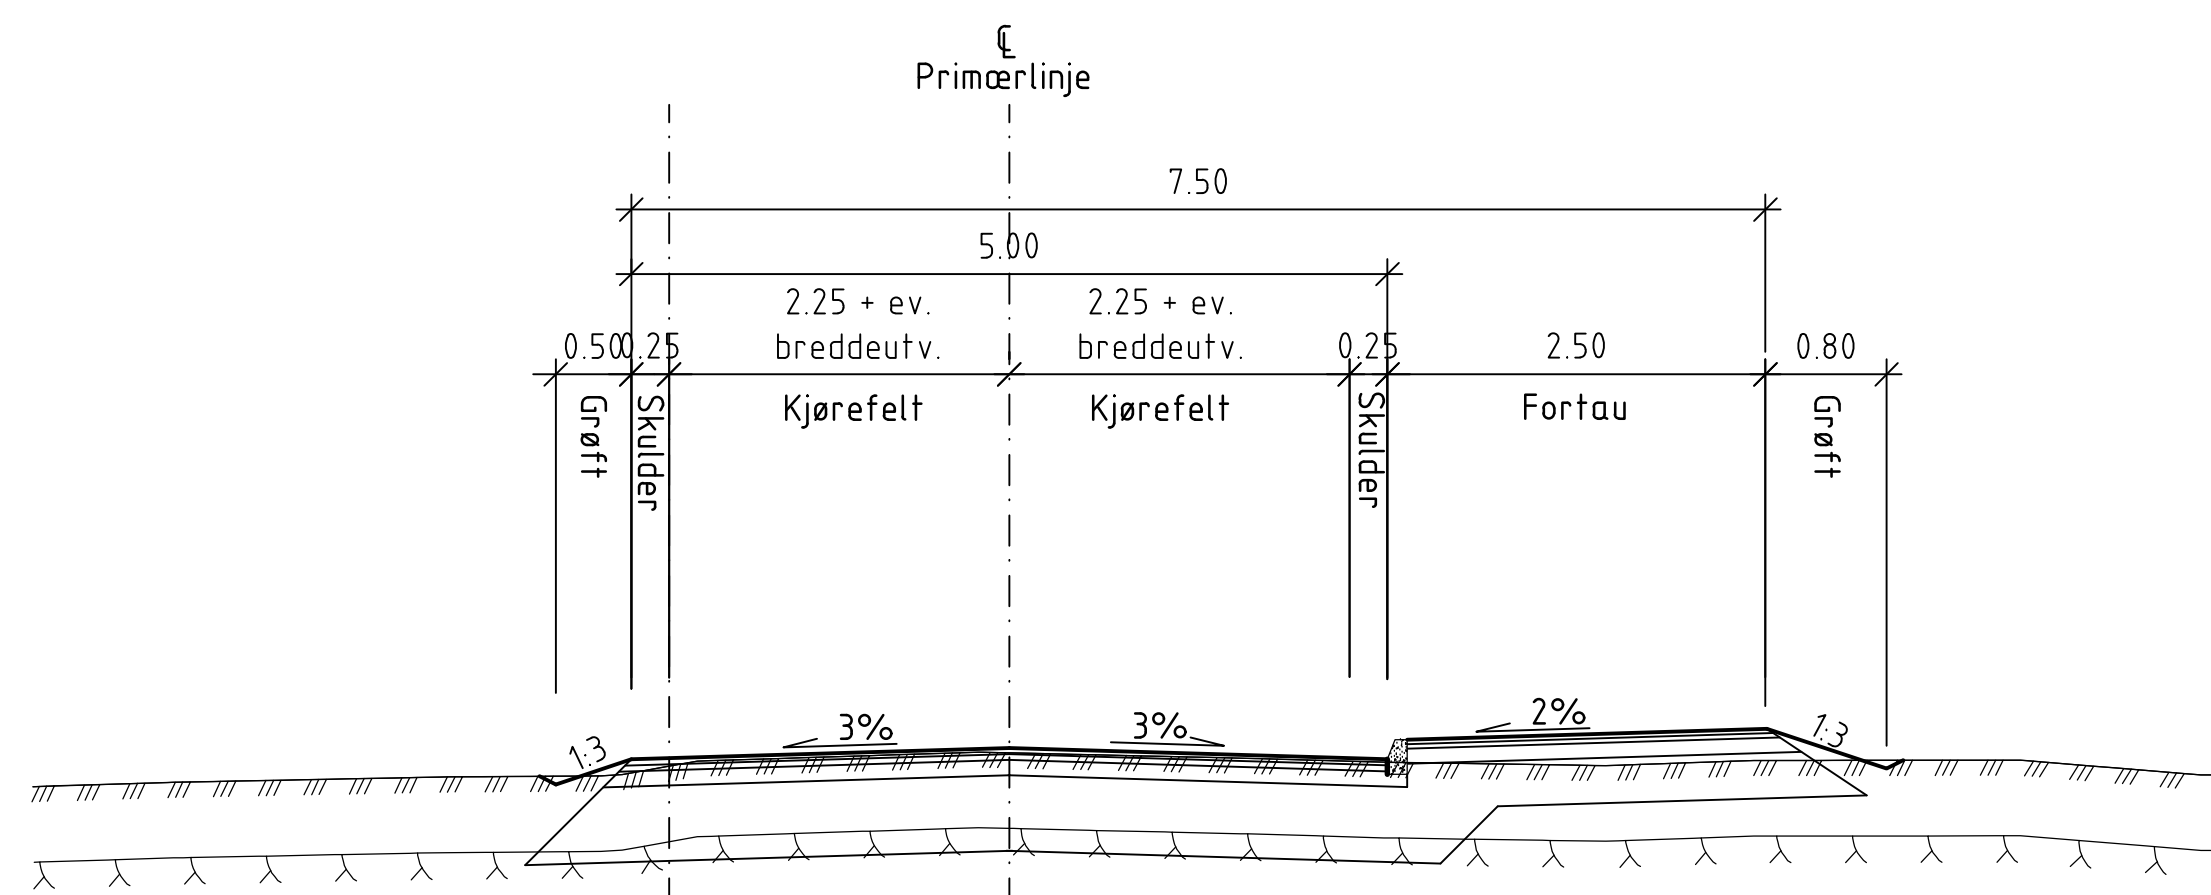 ℄
Primærlinje
7.50
5.00
2.25 + ev.
breddeutv.
2.25 + ev.
breddeutv.
0.50
0.25
0.25
2.50
0.80
Grøft
Skulder
Kjørefelt
Kjørefelt
Skulder
Fortau
Grøft
1:3
3%
3%
2%
1:3